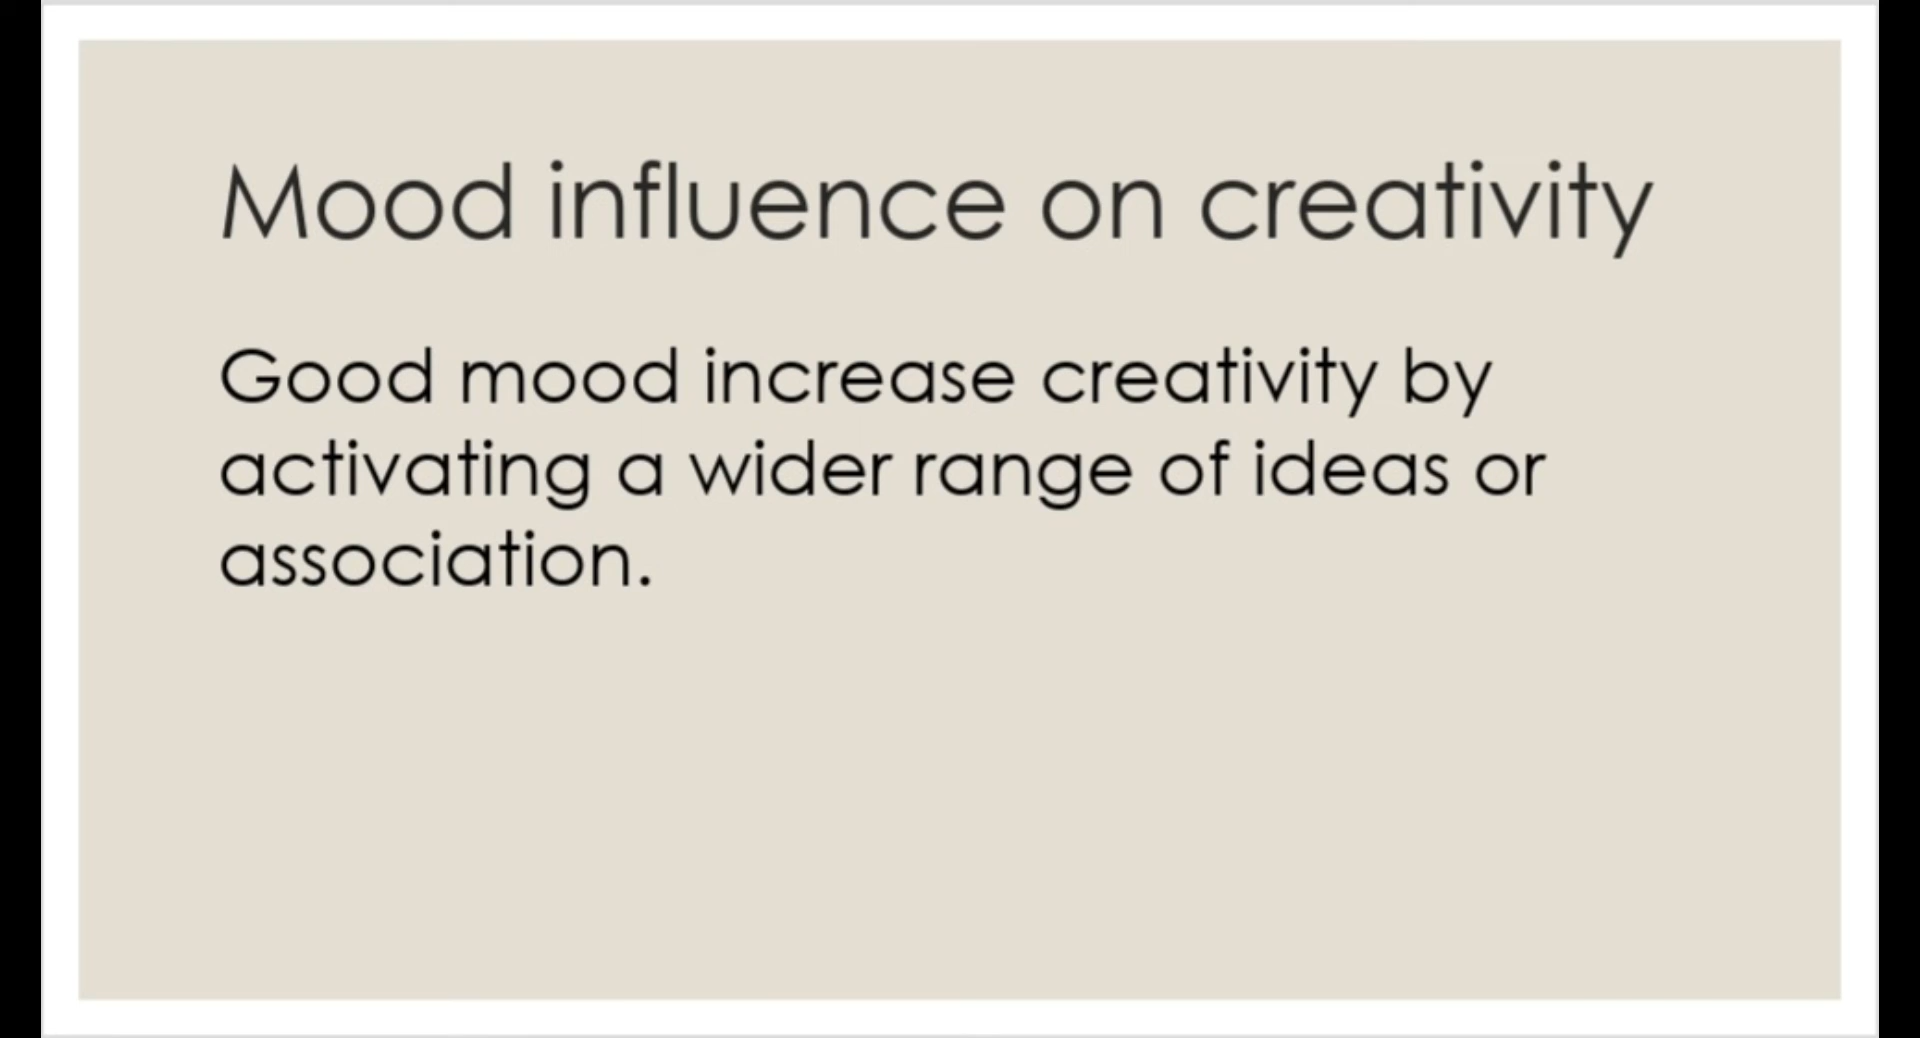 Mood influence on creativity
Good mood increase creativity by
activating a wider range of ideas or
association.